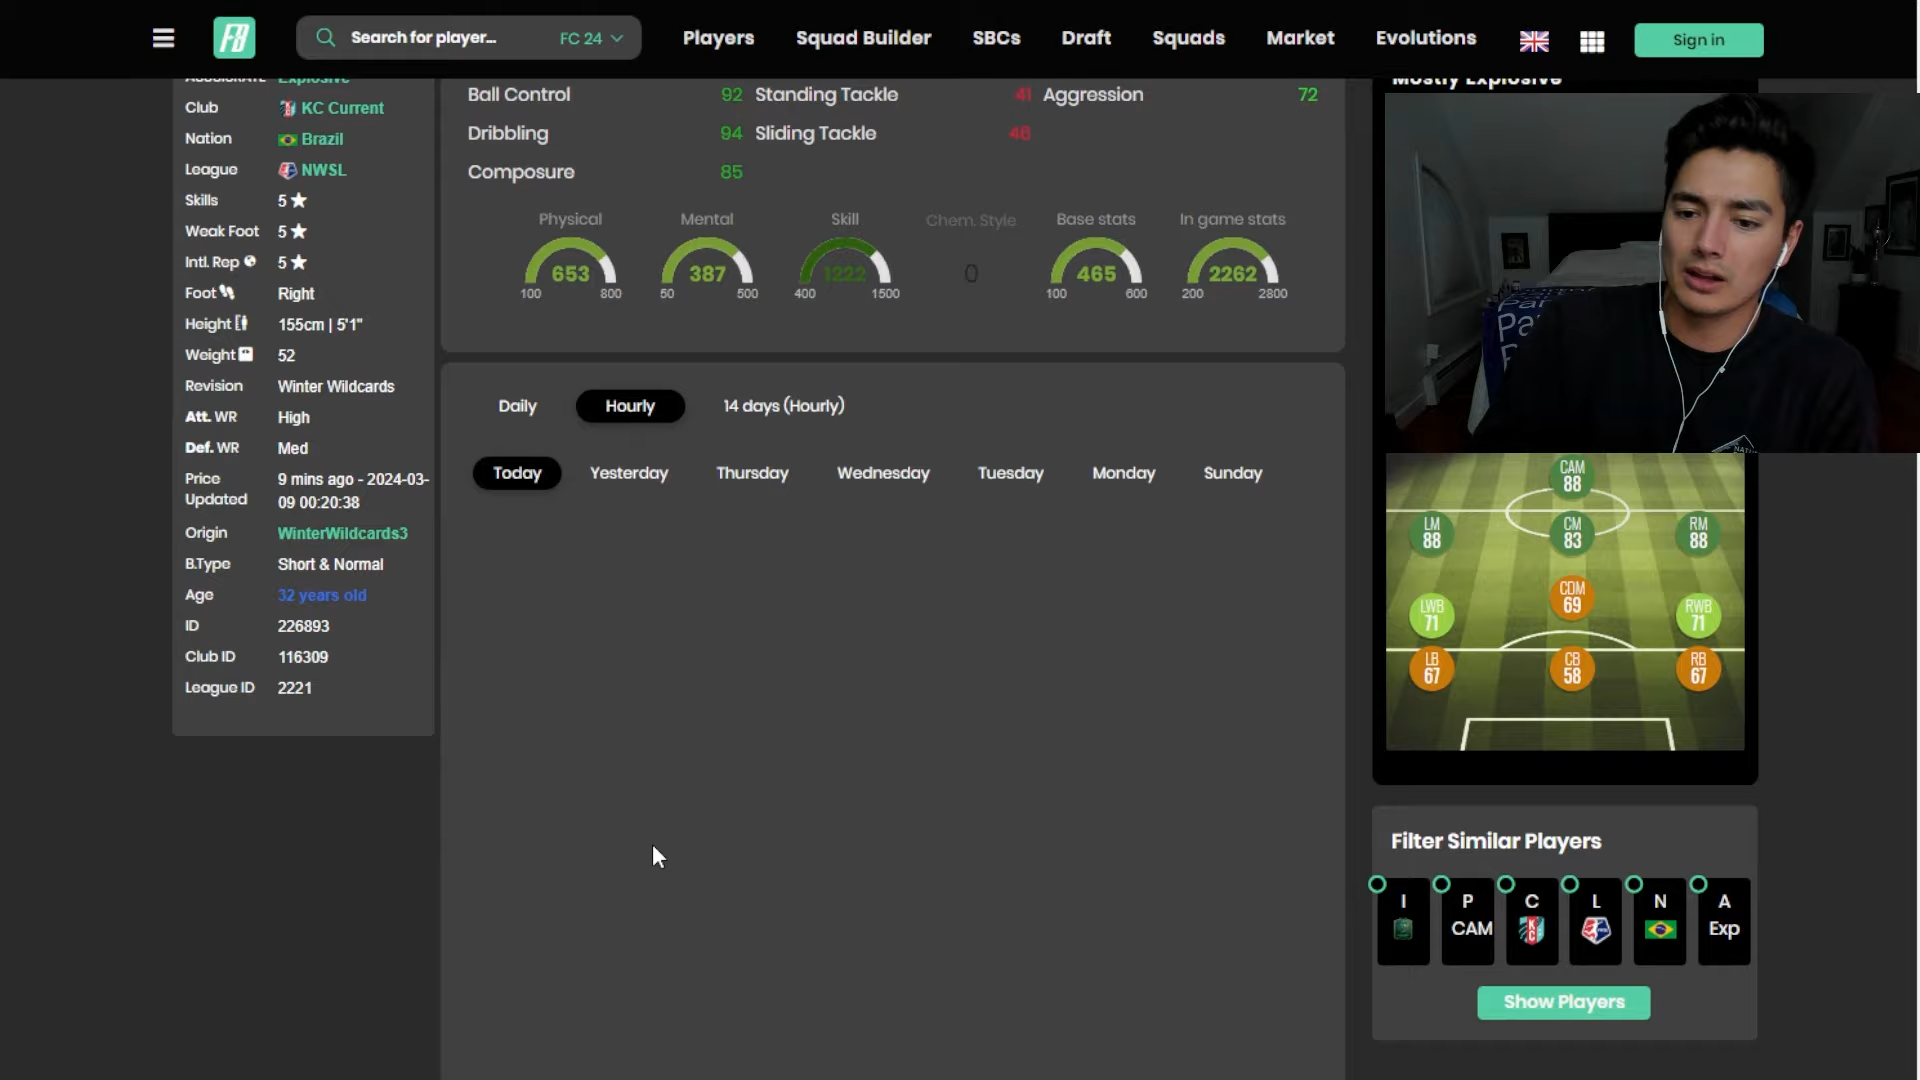 Search for player...
FC 24
Players
Squad Builder
SBCs
Draft
Squads
Market
Evolutions
Sign in
Explosive
Club KC Current
Nation Brazil
League NWSL
Skills 5
Weak Foot 5
Intl. Rep 5
Foot Right
Height 155cm | 5'1"
Weight 52
Revision Winter Wildcards
Att. WR High
Def. WR Med
Price Updated 9 mins ago - 2024-03-
09 00:20:38
Origin WinterWildcards3
B.Type Short & Normal
Age 32 years old
ID 226893
Club ID 116309
League ID 2221
Ball Control 92 Standing Tackle 41 Aggression 72
Dribbling 94 Sliding Tackle 46
Composure 85
Physical Mental Skill Chem. Style Base stats In game stats
653 387 1222 0 465 2262
100 800 50 500 400 1500 100 600 200 2800
Daily Hourly 14 days (Hourly)
Today Yesterday Thursday Wednesday Tuesday Monday Sunday
Mostly Explosive
CAM
88
LM CM RM
88 83 88
CDM
69
LWB RWB
71 71
LB CB RB
67 58 67
Filter Similar Players
I P C L N A
CAM Exp
Show Players